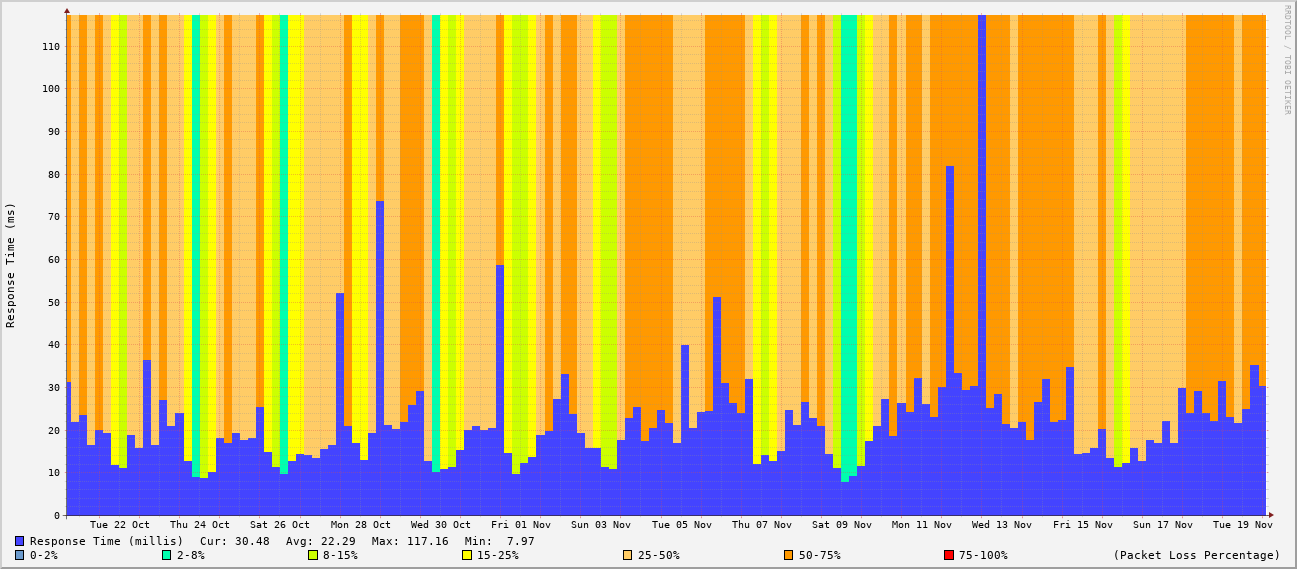 RRDTOOL / TOBI OETIKER
Response Time (ms)
110
100
90
80
70
60
50
40
30
20
10
0
Tue 22 Oct Thu 24 Oct Sat 26 Oct Mon 28 Oct Wed 30 Oct Fri 01 Nov Sun 03 Nov Tue 05 Nov Thu 07 Nov Sat 09 Nov Mon 11 Nov Wed 13 Nov Fri 15 Nov Sun 17 Nov Tue 19 Nov
Response Time (millis) Cur: 30.48 Avg: 22.29 Max: 117.16 Min: 7.97
0-2% 2-8% 8-15% 15-25% 25-50% 50-75% 75-100% (Packet Loss Percentage)